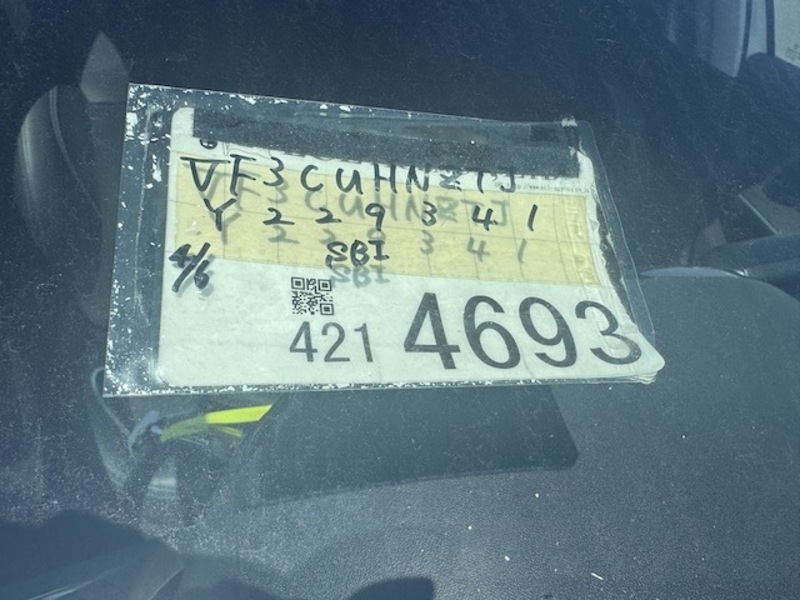 VF3CUHNZTJ
Y229341
SBI
4/6
421 4693